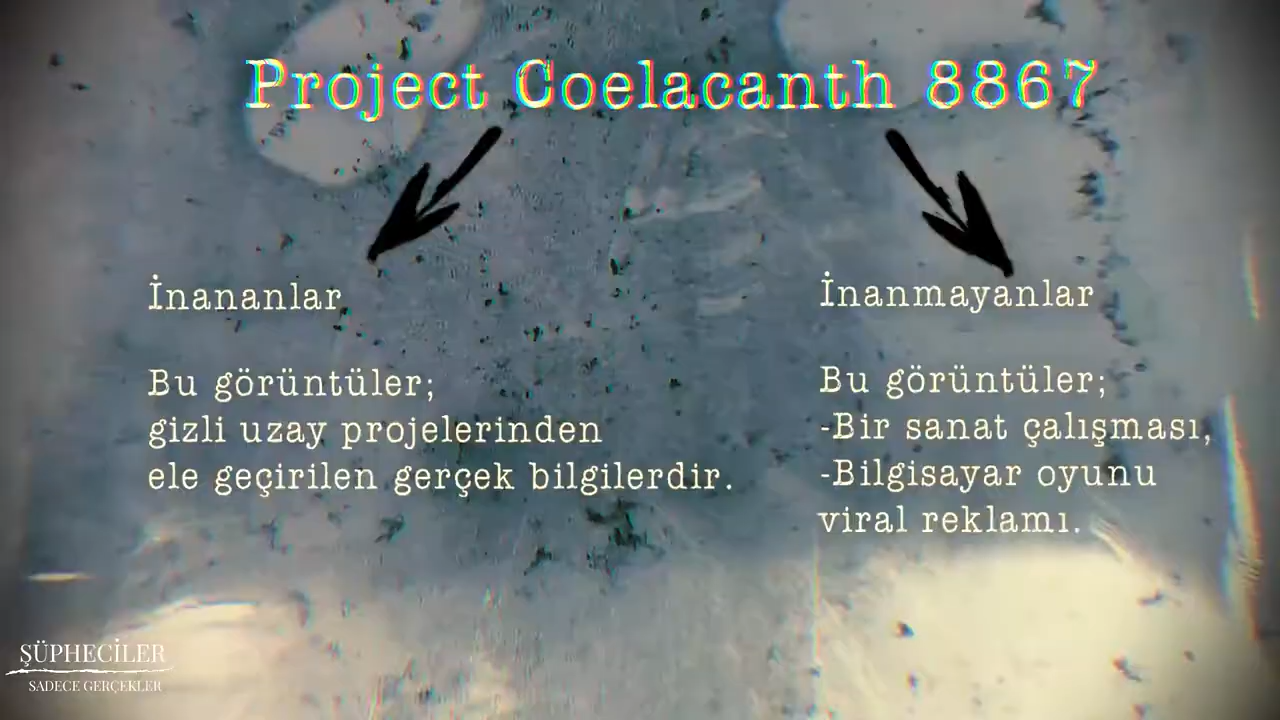 Project Coelacanth 8867
İnananlar
Bu görüntüler;
gizli uzay projelerinden
ele geçirilen gerçek bilgilerdir.
İnanmayanlar
Bu görüntüler;
-Bir sanat çalışması,
-Bilgisayar oyunu
viral reklamı.
ŞÜPHECİLER
SADECE GERÇEKLER